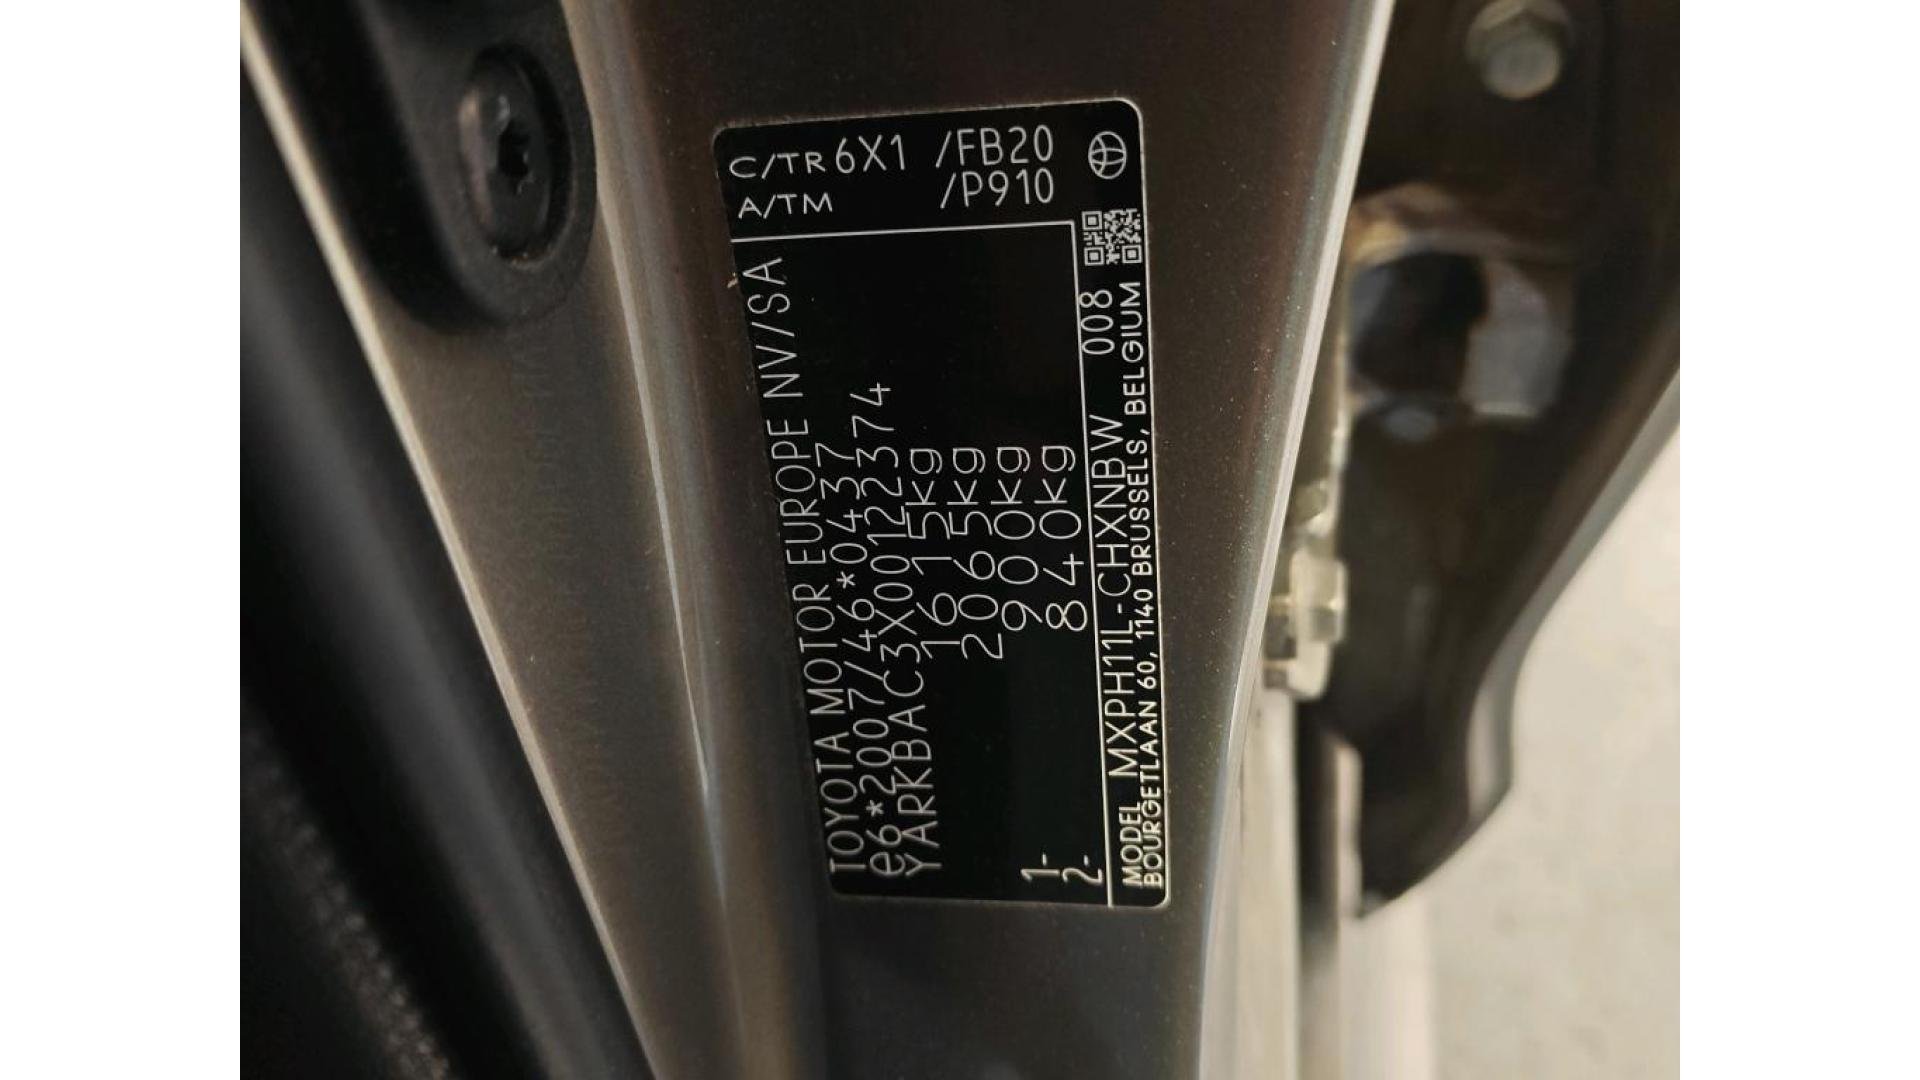 C/TR 6X1 /FB20
A/TM /P910
TOYOTA MOTOR EUROPE NV/SA
e6*2007/46*0437
YARKBAC3X00122374
1615kg
2065kg
1- 900kg
2- 840kg
MODEL MXPH11L-CHXNBW 008
BOURGETLAAN 60, 1140 BRUSSELS, BELGIUM